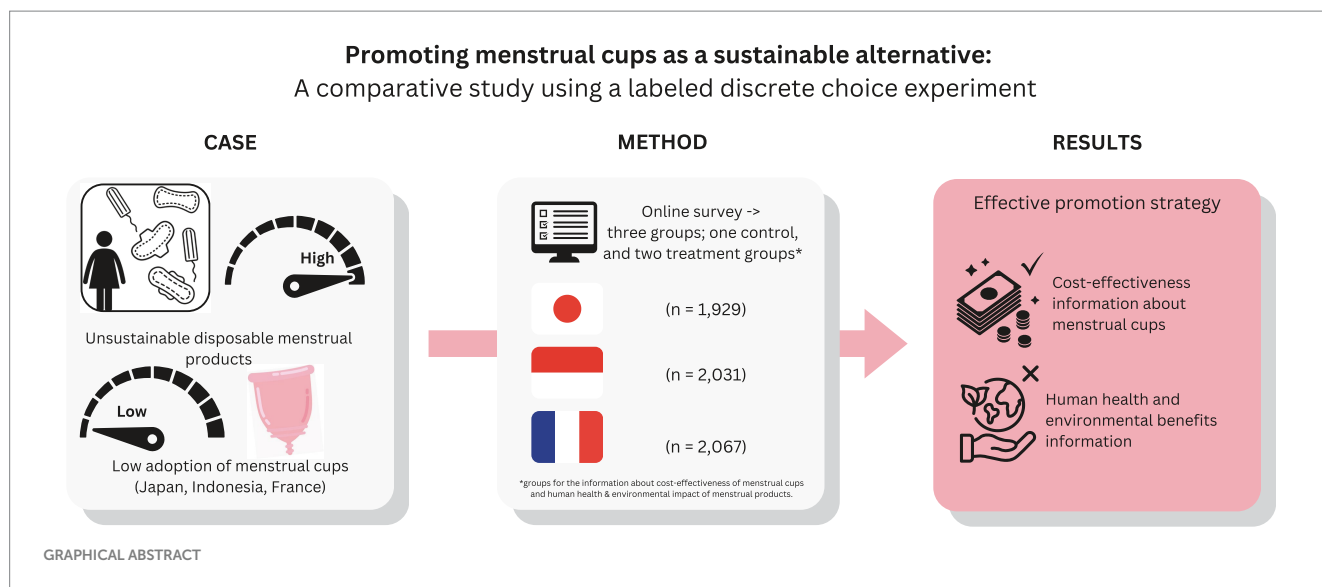 Promoting menstrual cups as a sustainable alternative:
A comparative study using a labeled discrete choice experiment
CASE
High
Unsustainable disposable menstrual
products
Low
Low adoption of menstrual cups
(Japan, Indonesia, France)
METHOD
Online survey ->
three groups; one control,
and two treatment groups*
(n = 1,929)
(n = 2,031)
(n = 2,067)
*groups for the information about cost-effectiveness of menstrual cups
and human health & environmental impact of menstrual products.
RESULTS
Effective promotion strategy
Cost-effectiveness
information about
menstrual cups
Human health and
environmental benefits
information
GRAPHICAL ABSTRACT